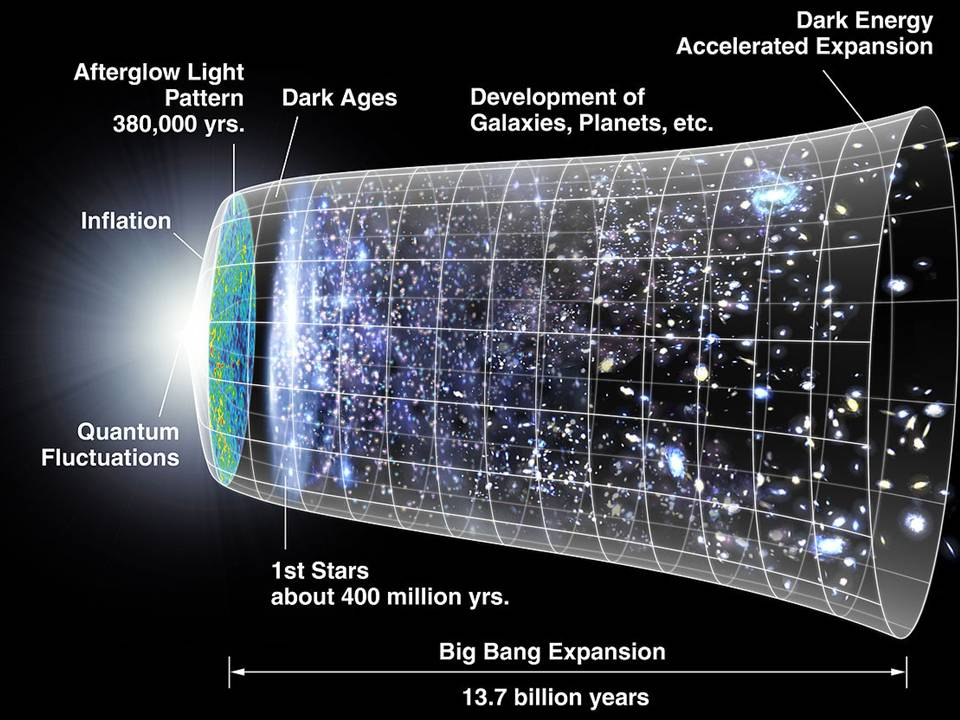 Dark Energy
Accelerated Expansion
Afterglow Light
Pattern
380,000 yrs.
Dark Ages
Development of
Galaxies, Planets, etc.
Inflation
Quantum
Fluctuations
1st Stars
about 400 million yrs.
Big Bang Expansion
13.7 billion years